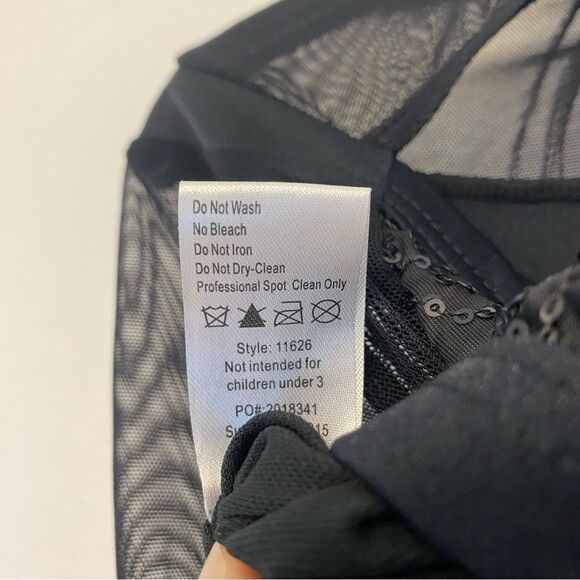 Do Not Wash
No Bleach
Do Not Iron
Do Not Dry-Clean
Professional Spot Clean Only
Style: 11626
Not intended for
children under 3
PO#:2018341